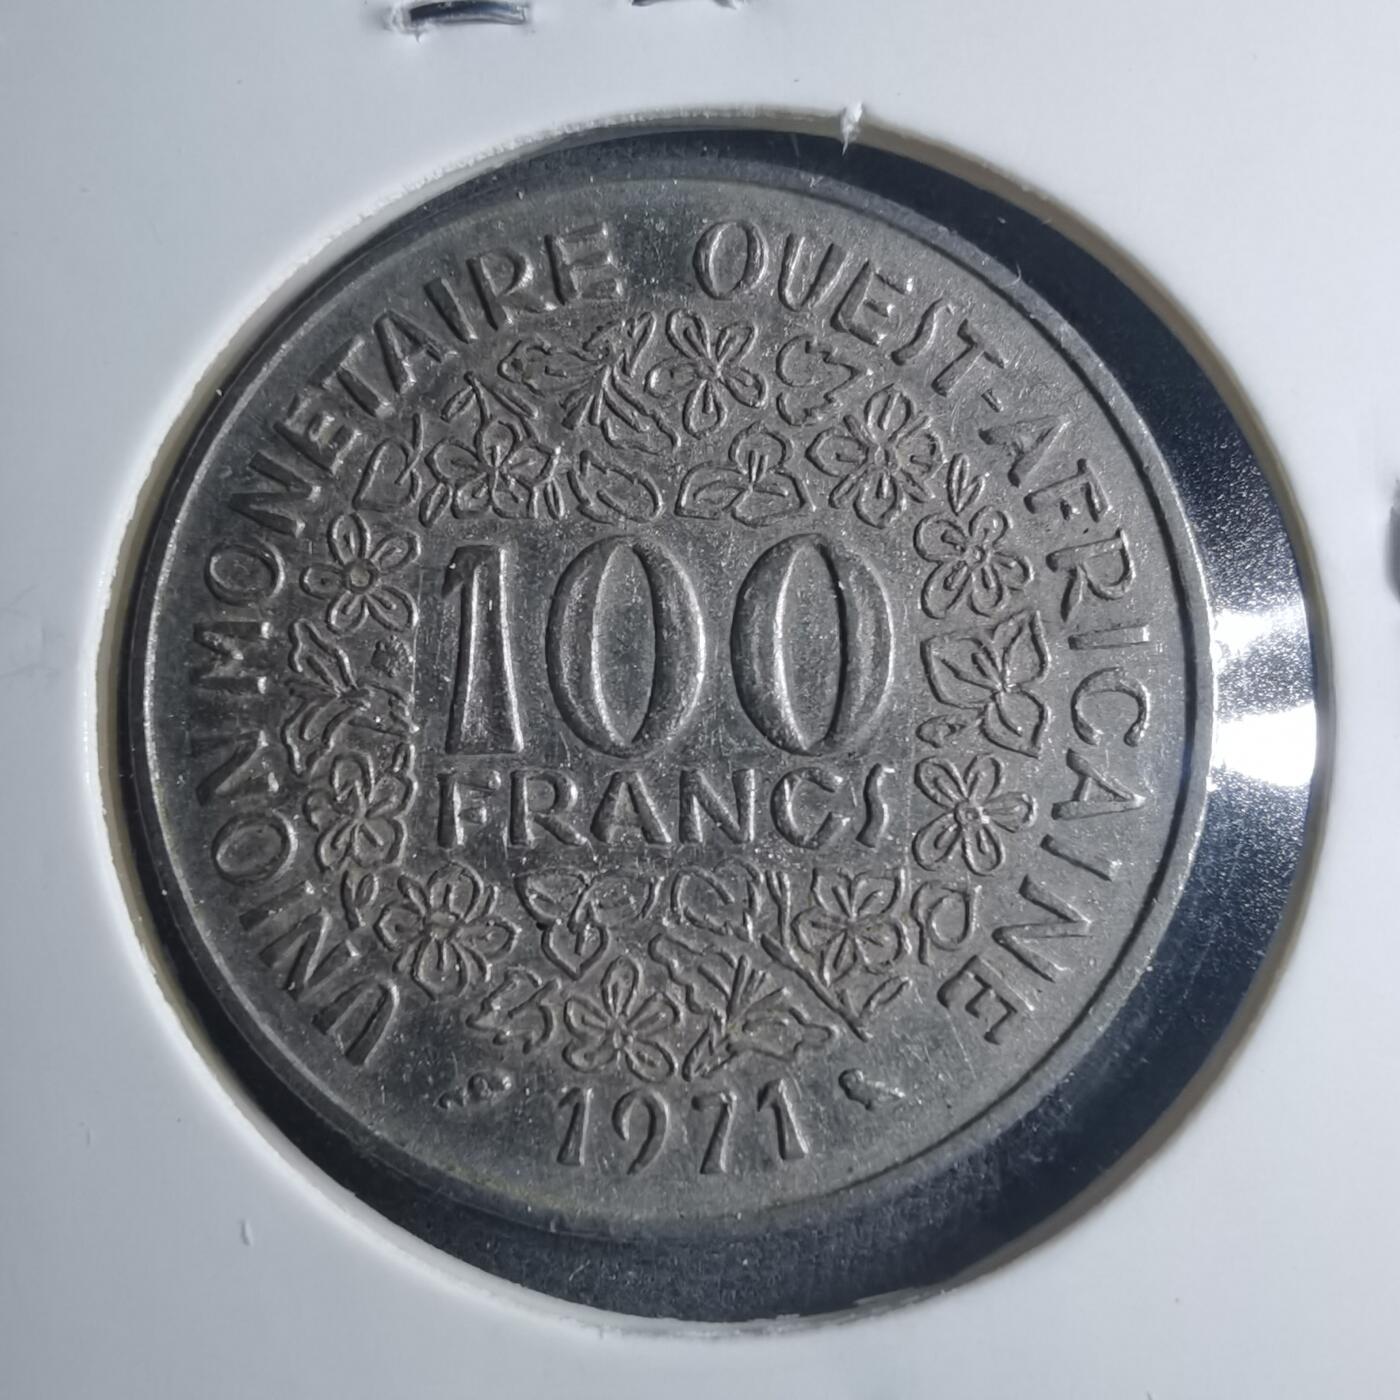 UNION MONETAIRE OUEST-AFRICAINE
100
FRANCS
1971